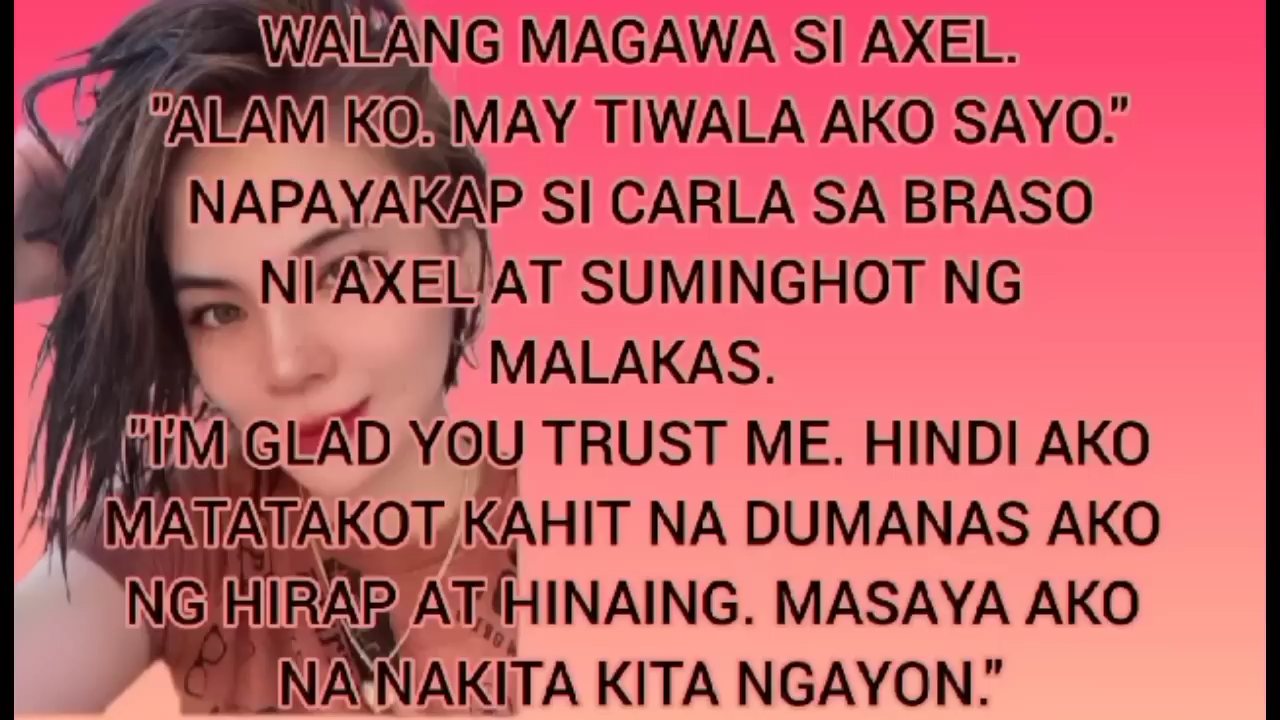 WALANG MAGAWA SI AXEL.
"ALAM KO. MAY TIWALA AKO SAYO."
NAPAYAKAP SI CARLA SA BRASO
NI AXEL AT SUMINGHOT NG
MALAKAS.
"I'M GLAD YOU TRUST ME. HINDI AKO
MATATAKOT KAHIT NA DUMANAS AKO
NG HIRAP AT HINAING. MASAYA AKO
NA NAKITA KITA NGAYON."